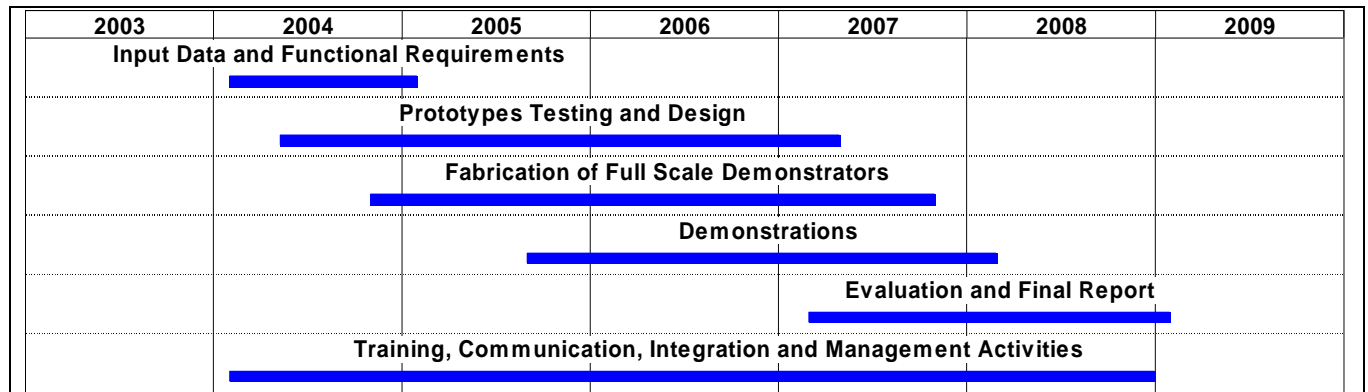 2003 2004 2005 2006 2007 2008 2009
Input Data and Functional Requirements
Prototypes Testing and Design
Fabrication of Full Scale Demonstrators
Demonstrations
Evaluation and Final Report
Training, Communication, Integration and Management Activities